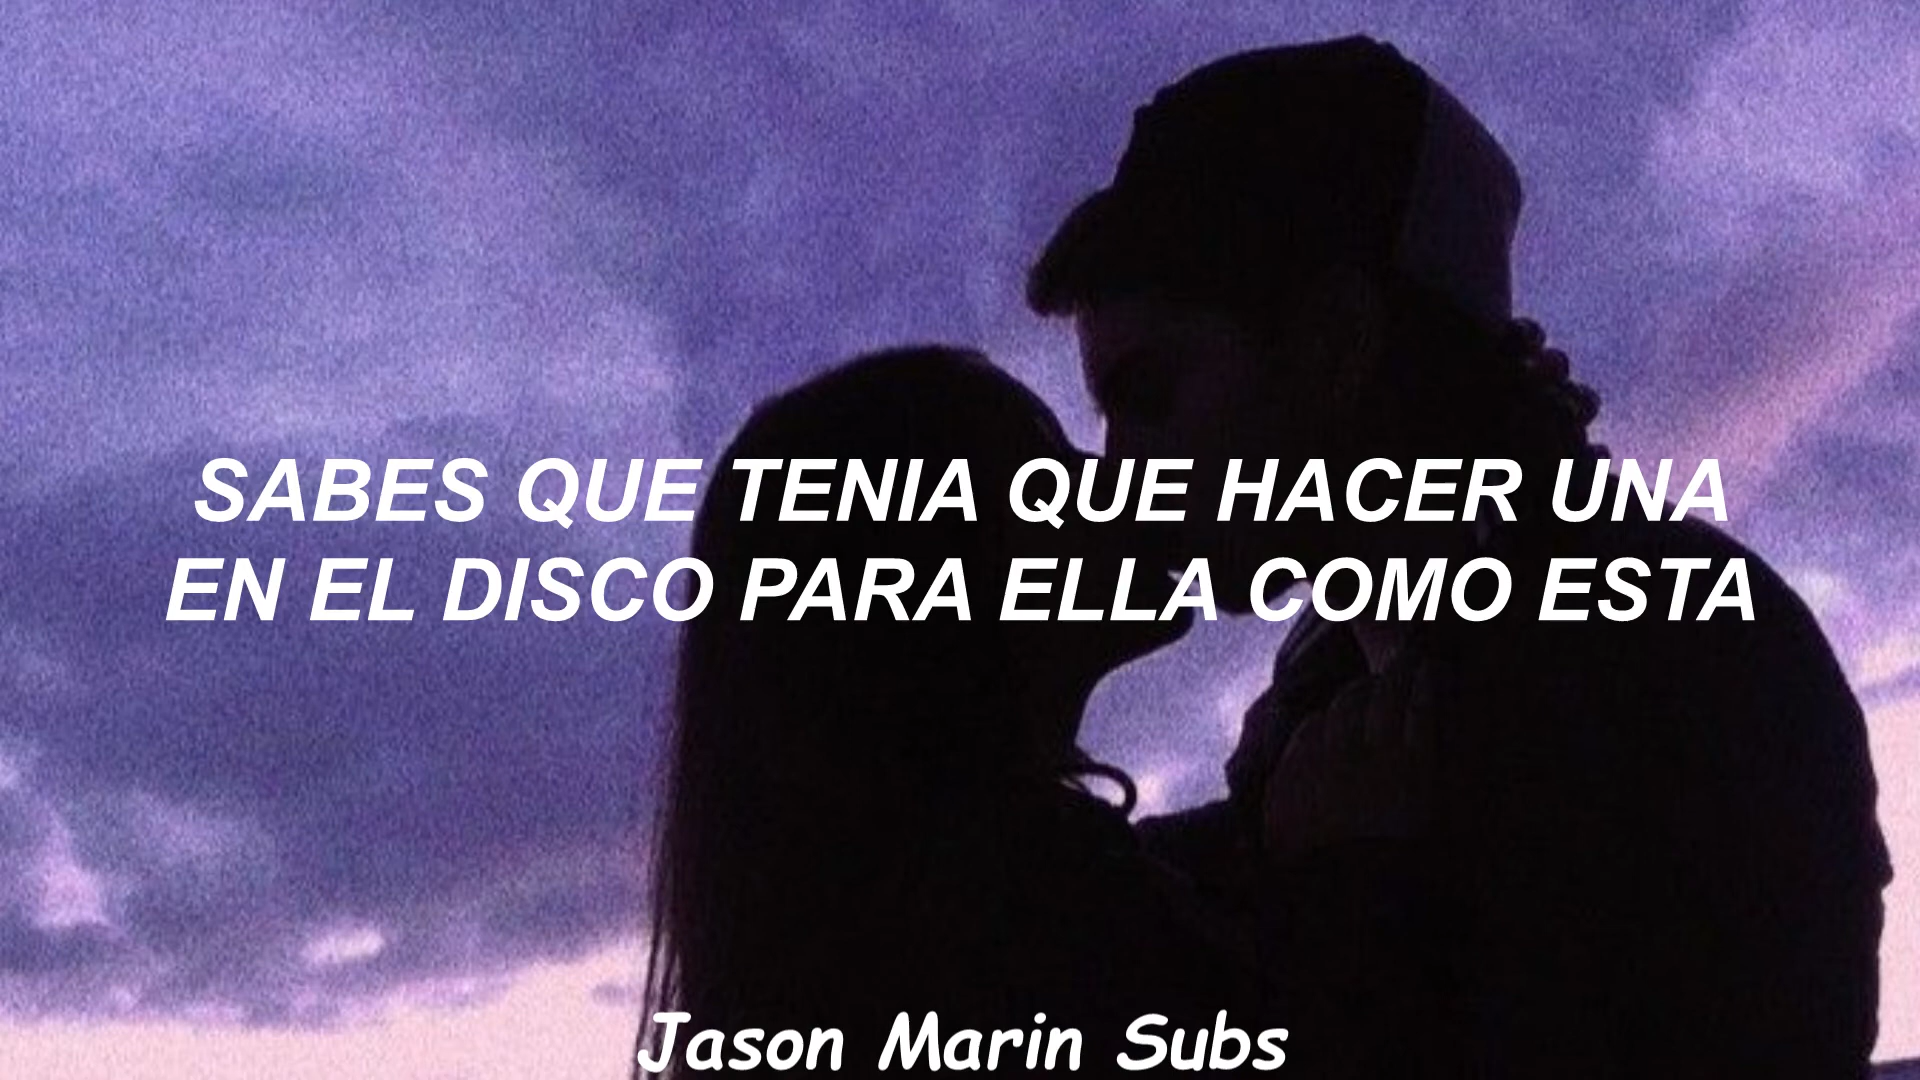 SABES QUE TENIA QUE HACER UNA
EN EL DISCO PARA ELLA COMO ESTA
Jason Marin Subs